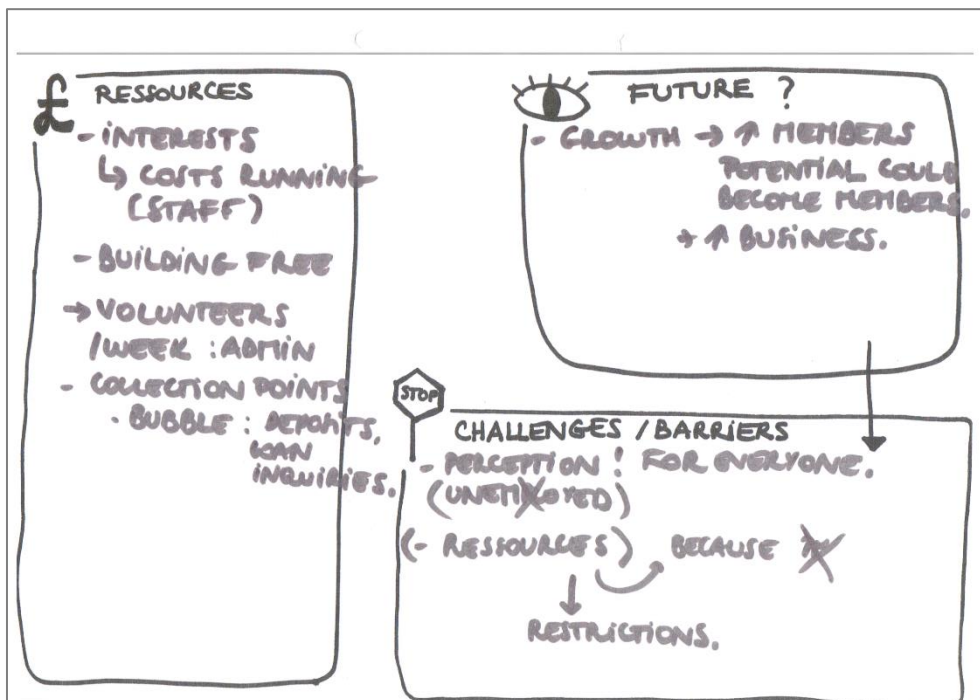 £ RESSOURCES
- INTERESTS
↳ COSTS RUNNING
(STAFF)
- BUILDING FREE
→ VOLUNTEERS
/WEEK : ADMIN
- COLLECTION POINTS
- BUBBLE : DEPOSITS,
LOAN
INQUIRIES.
FUTURE ?
- GROWTH → ↑ MEMBERS
POTENTIAL COULD
BECOME MEMBERS.
→ ↑ BUSINESS.
STOP
CHALLENGES / BARRIERS
- PERCEPTION ! FOR EVERYONE.
(UNEMPLOYED)
(- RESSOURCES) BECAUSE
↓
RESTRICTIONS.